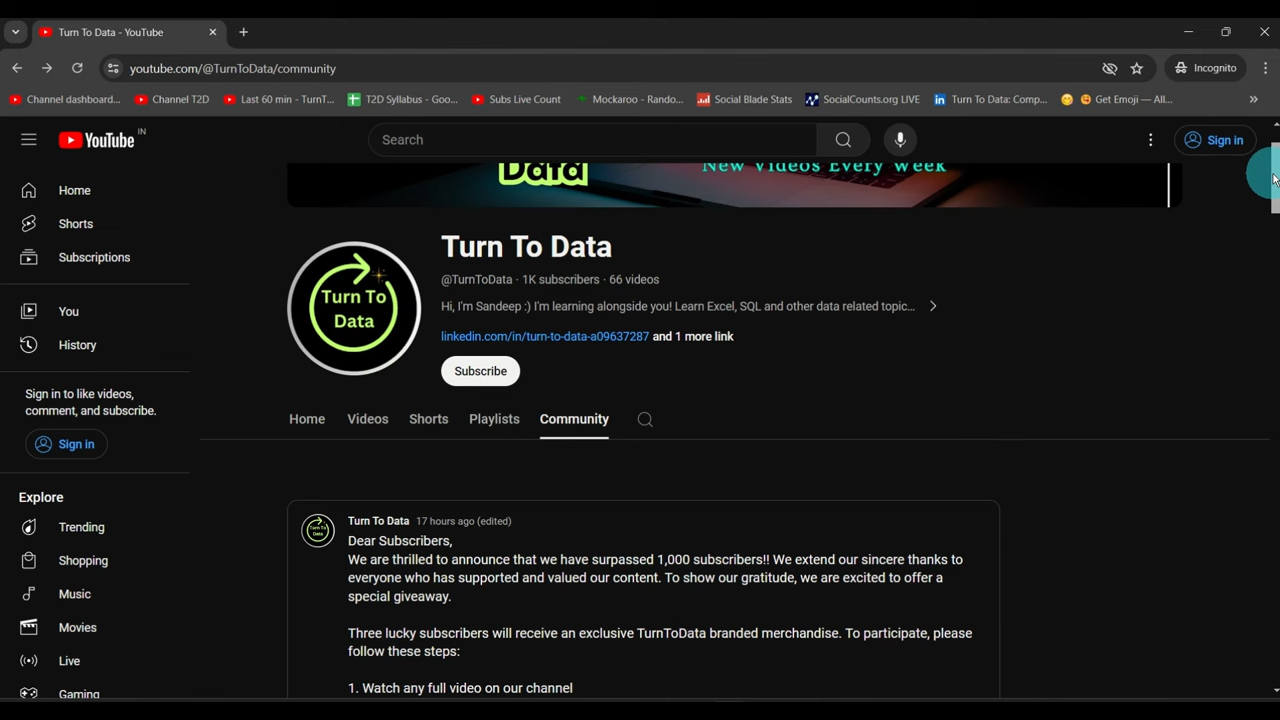 Turn To Data - YouTube
youtube.com/@TurnToData/community
Incognito
Channel dashboard...
Channel T2D
Last 60 min - TurnT...
T2D Syllabus - Goo...
Subs Live Count
Mockaroo - Rando...
Social Blade Stats
SocialCounts.org LIVE
Turn To Data: Comp...
Get Emoji — All...
YouTube IN
Search
Sign in
Data
New Videos Every Week
Home
Shorts
Subscriptions
You
History
Sign in to like videos,
comment, and subscribe.
Sign in
Explore
Trending
Shopping
Music
Movies
Live
Gaming
Turn To
Data
Turn To Data
@TurnToData · 1K subscribers · 66 videos
Hi, I'm Sandeep :) I'm learning alongside you! Learn Excel, SQL and other data related topic...
linkedin.com/in/turn-to-data-a09637287 and 1 more link
Subscribe
Home
Videos
Shorts
Playlists
Community
Turn To
Data
Turn To Data 17 hours ago (edited)
Dear Subscribers,
We are thrilled to announce that we have surpassed 1,000 subscribers!! We extend our sincere thanks to
everyone who has supported and valued our content. To show our gratitude, we are excited to offer a
special giveaway.
Three lucky subscribers will receive an exclusive TurnToData branded merchandise. To participate, please
follow these steps:
1. Watch any full video on our channel